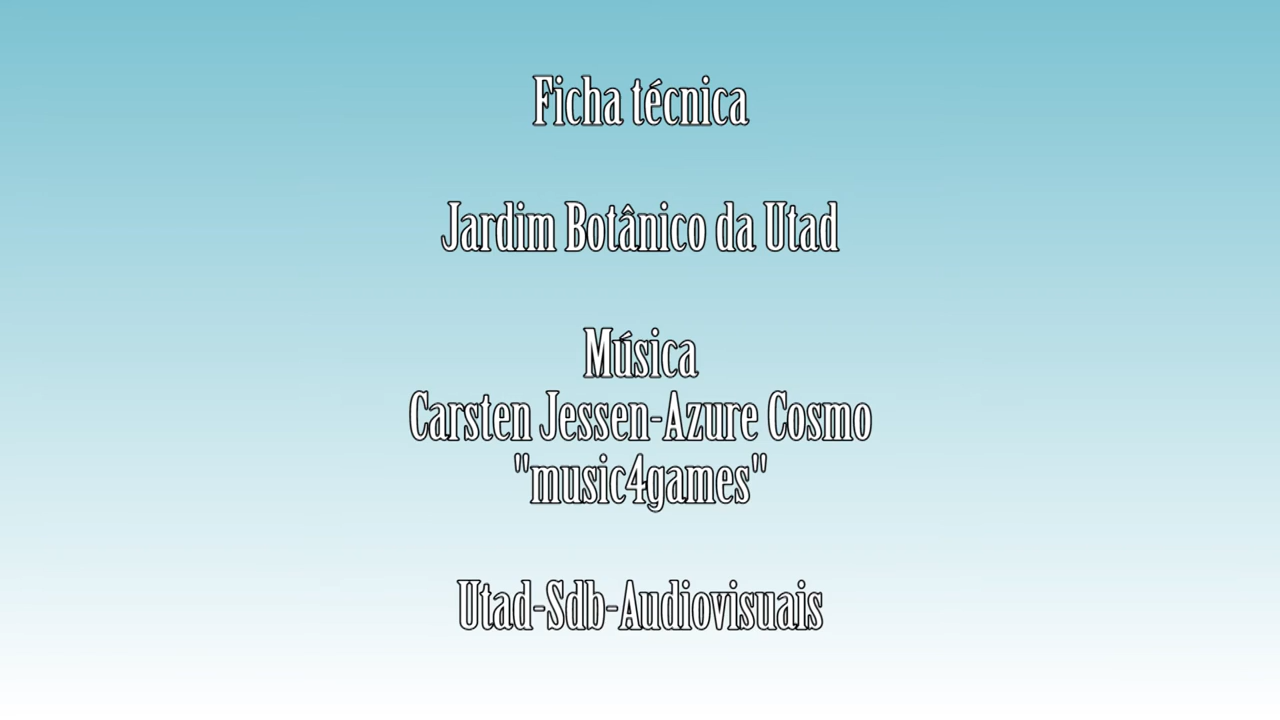 Ficha técnica
Jardim Botânico da Utad
Música
Carsten Jessen-Azure Cosmo
"music4games"
Utad-Sdb-Audiovisuais